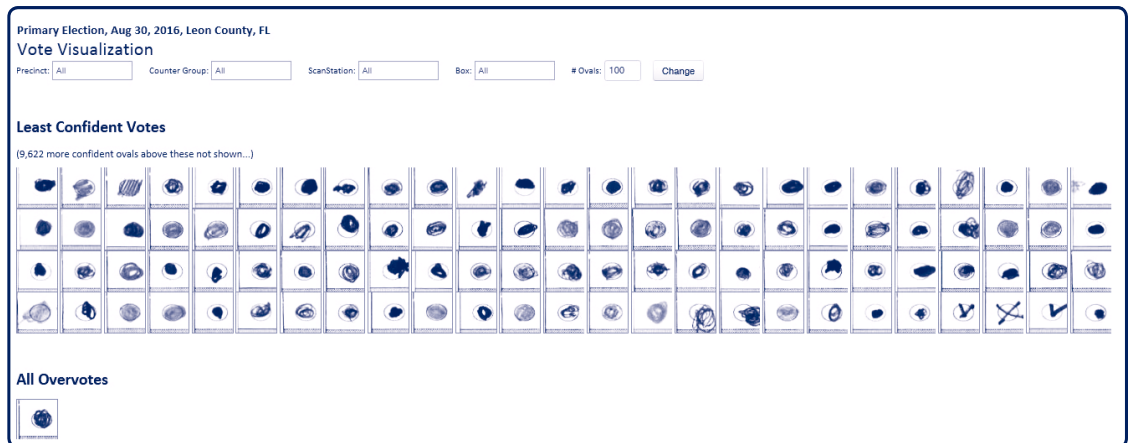 Primary Election, Aug 30, 2016, Leon County, FL
Vote Visualization
Precinct: All Counter Group: All ScanStation: All Box: All # Ovals: 100 Change
Least Confident Votes
(9,622 more confident ovals above these not shown...)
All Overvotes